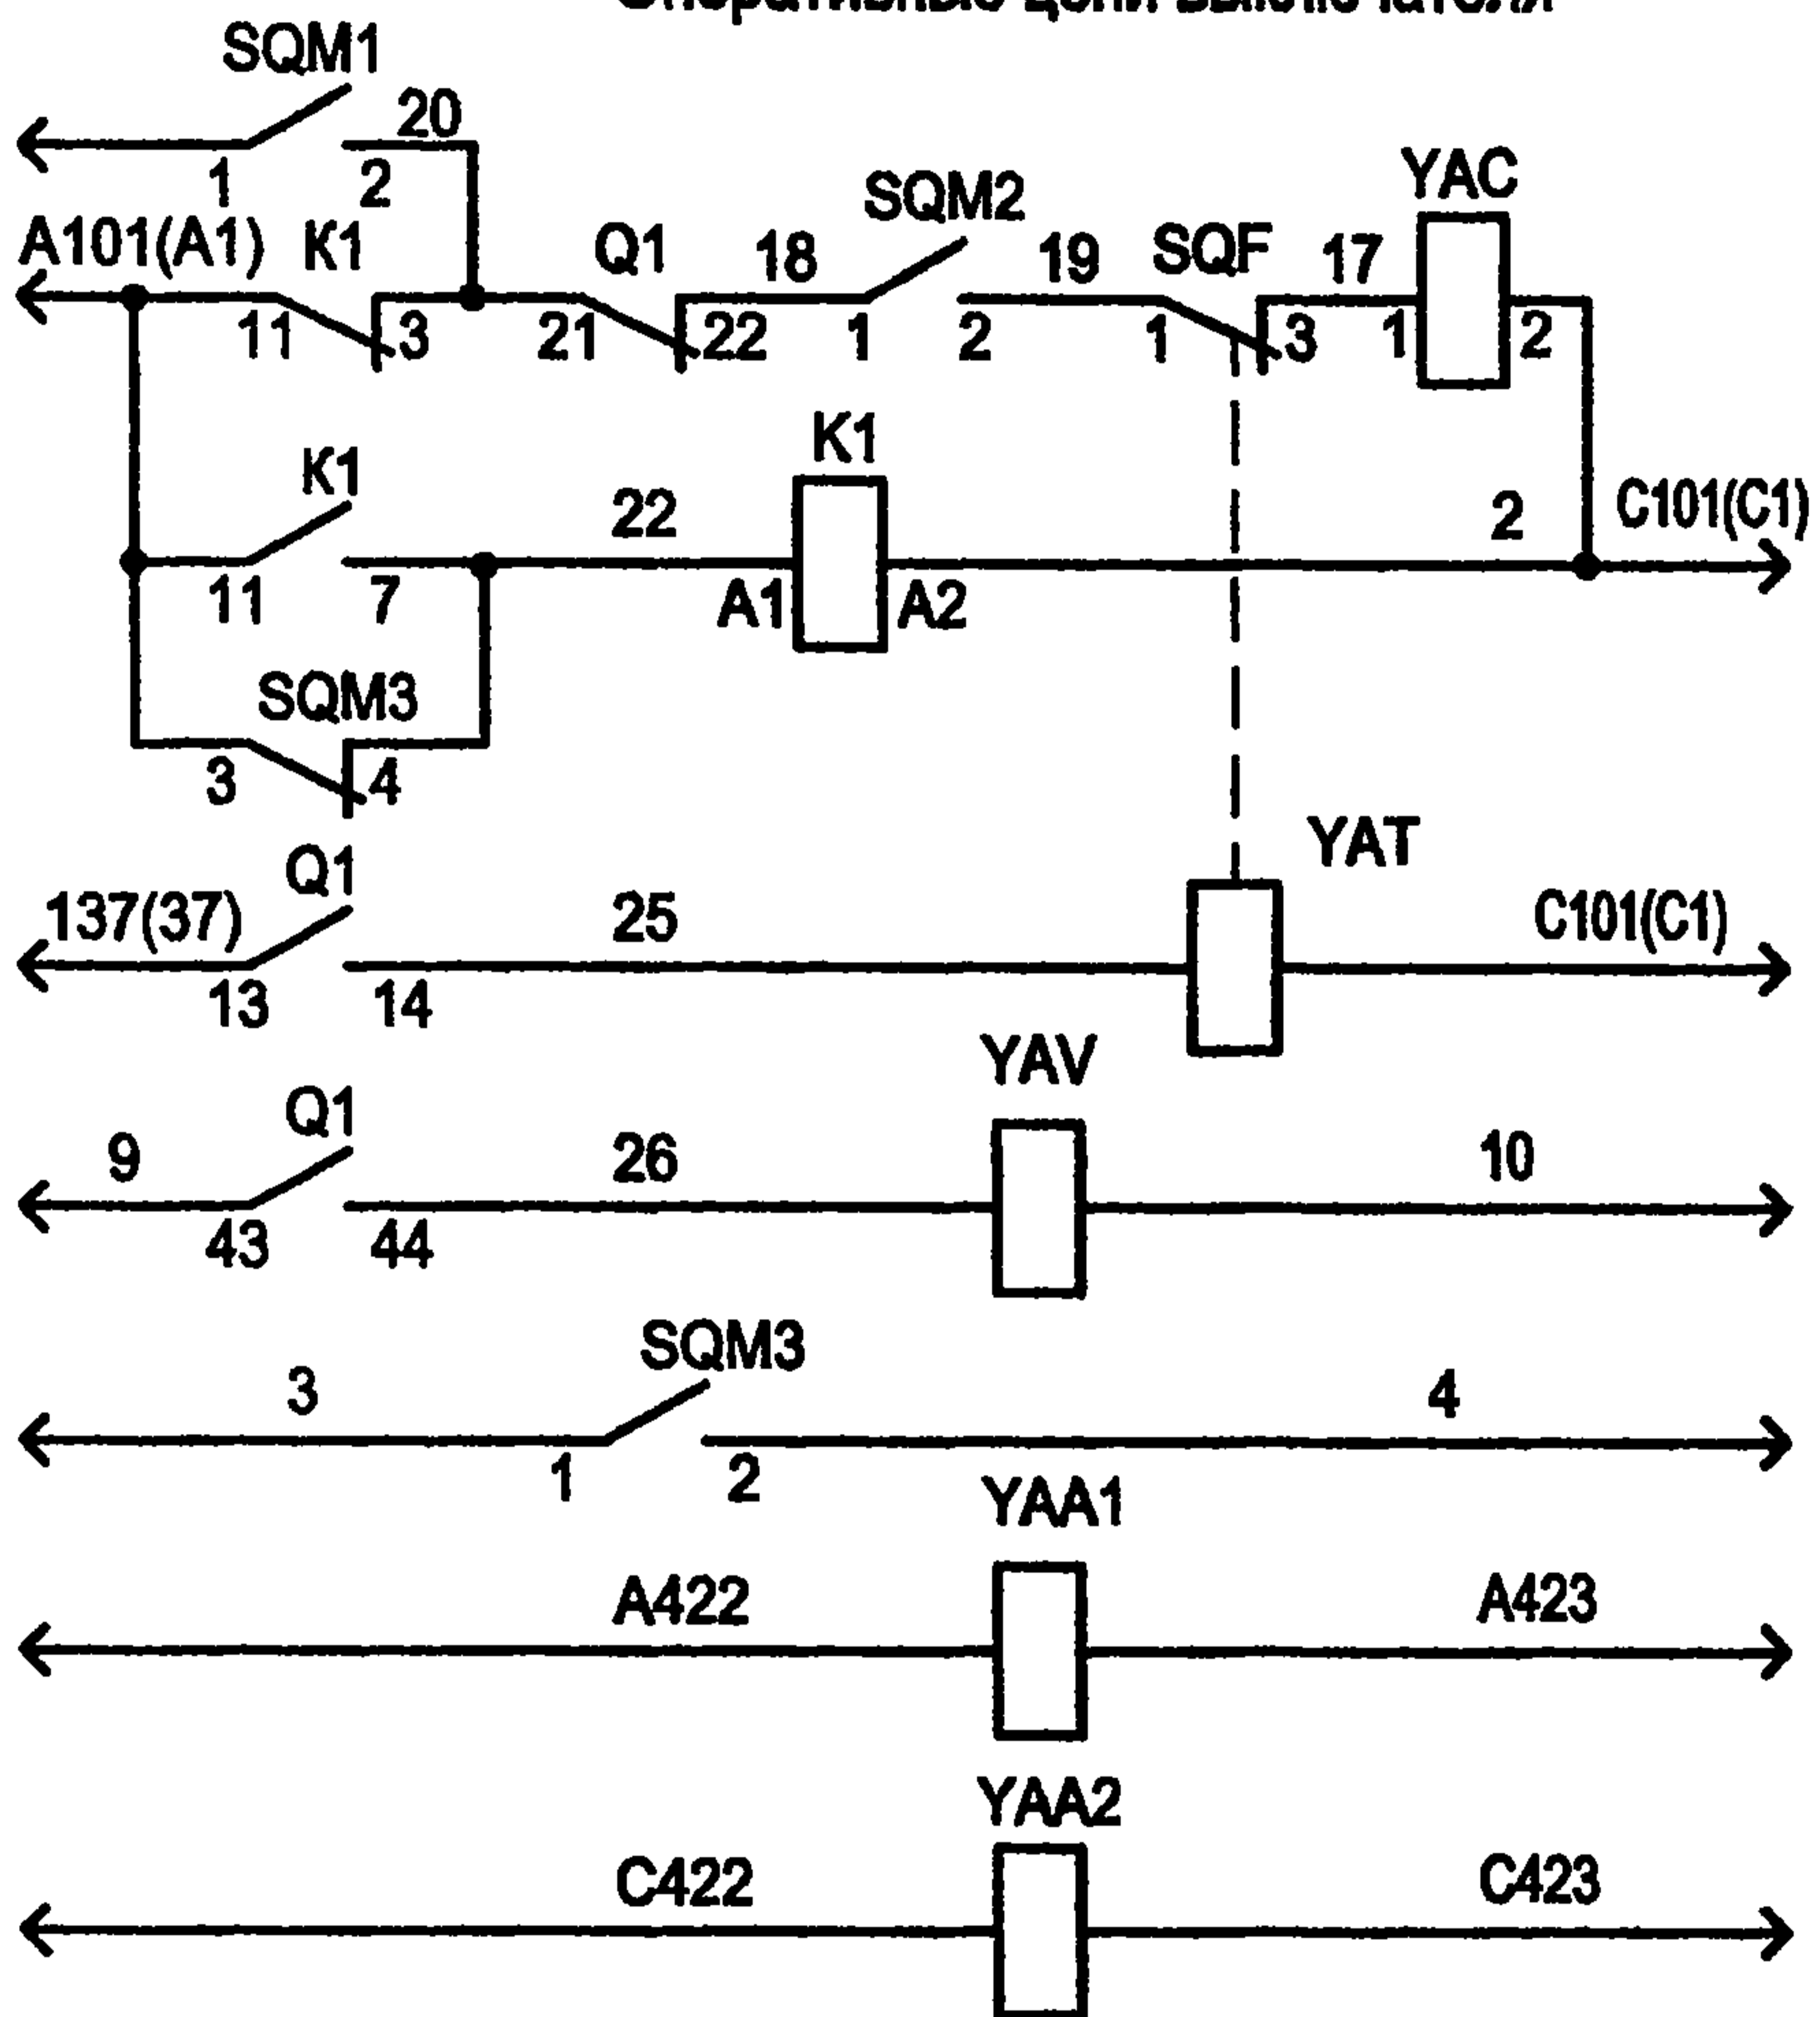 Оперативные цепи выключателя
SQM1
20
1 2
YAC
SQM2
A101(A1) K1 Q1 18 19 SQF 17
11 3 21 22 1 2 1 3 1 2
K1
K1 22 2 C101(C1)
11 7 A1 A2
SQM3
3 4
YAT
Q1
137(37) 25 C101(C1)
13 14
YAV
Q1
9 26 10
43 44
SQM3
3 4
1 2
YAA1
A422 A423
YAA2
C422 C423